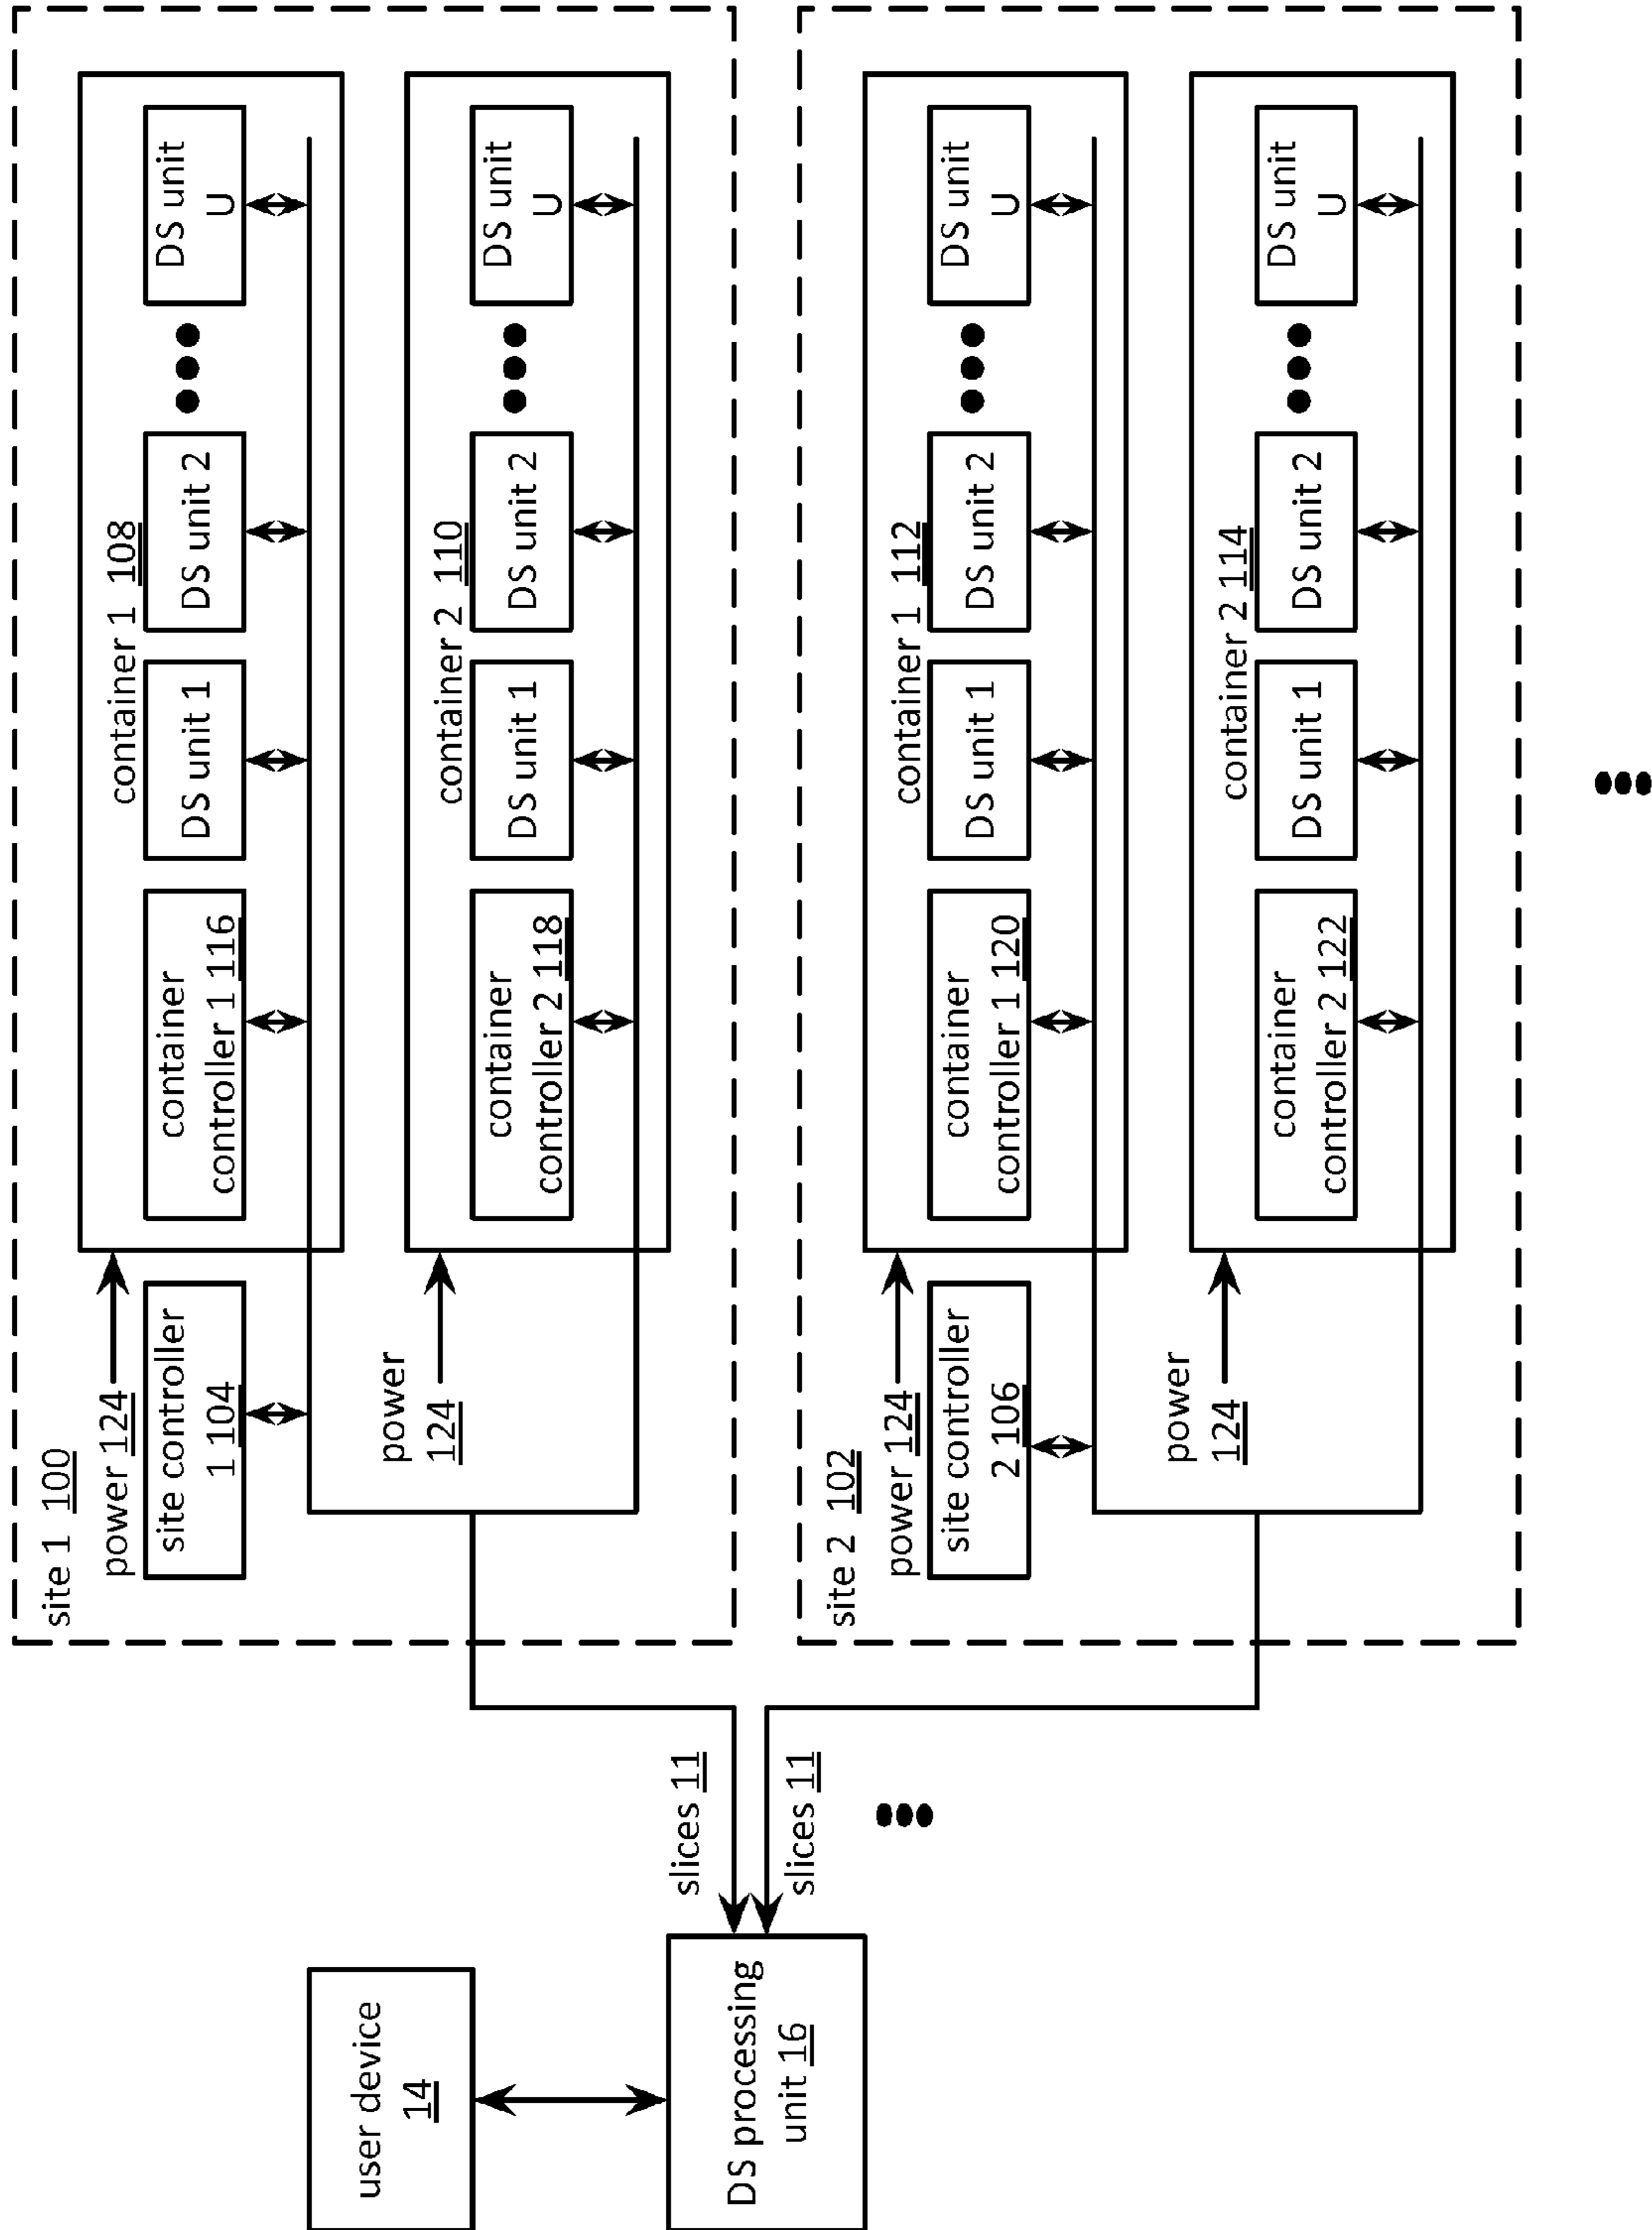 user device
14
DS processing
unit 16
slices 11
slices 11
site 1 100
power 124
site controller
1 104
power
124
container 1 108
container
controller 1 116
DS unit 1
DS unit 2
DS unit
U
container 2 110
container
controller 2 118
DS unit 1
DS unit 2
DS unit
U
site 2 102
power 124
site controller
2 106
power
124
container 1 112
container
controller 1 120
DS unit 1
DS unit 2
DS unit
U
container 2 114
container
controller 2 122
DS unit 1
DS unit 2
DS unit
U